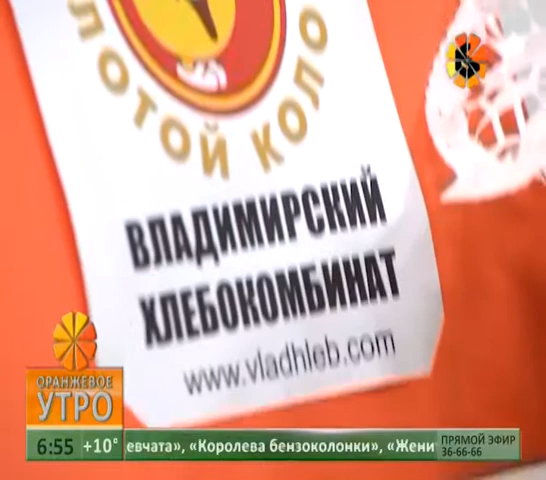 ЛОТОЙ КОЛО
ВЛАДИМИРСКИЙ
ХЛЕБОКОМБИНАТ
www.vladhleb.com
ОРАНЖЕВОЕ
УТРО
6:55 +10° евчата», «Королева бензоколонки», «Жени
ПРЯМОЙ ЭФИР
36-66-66